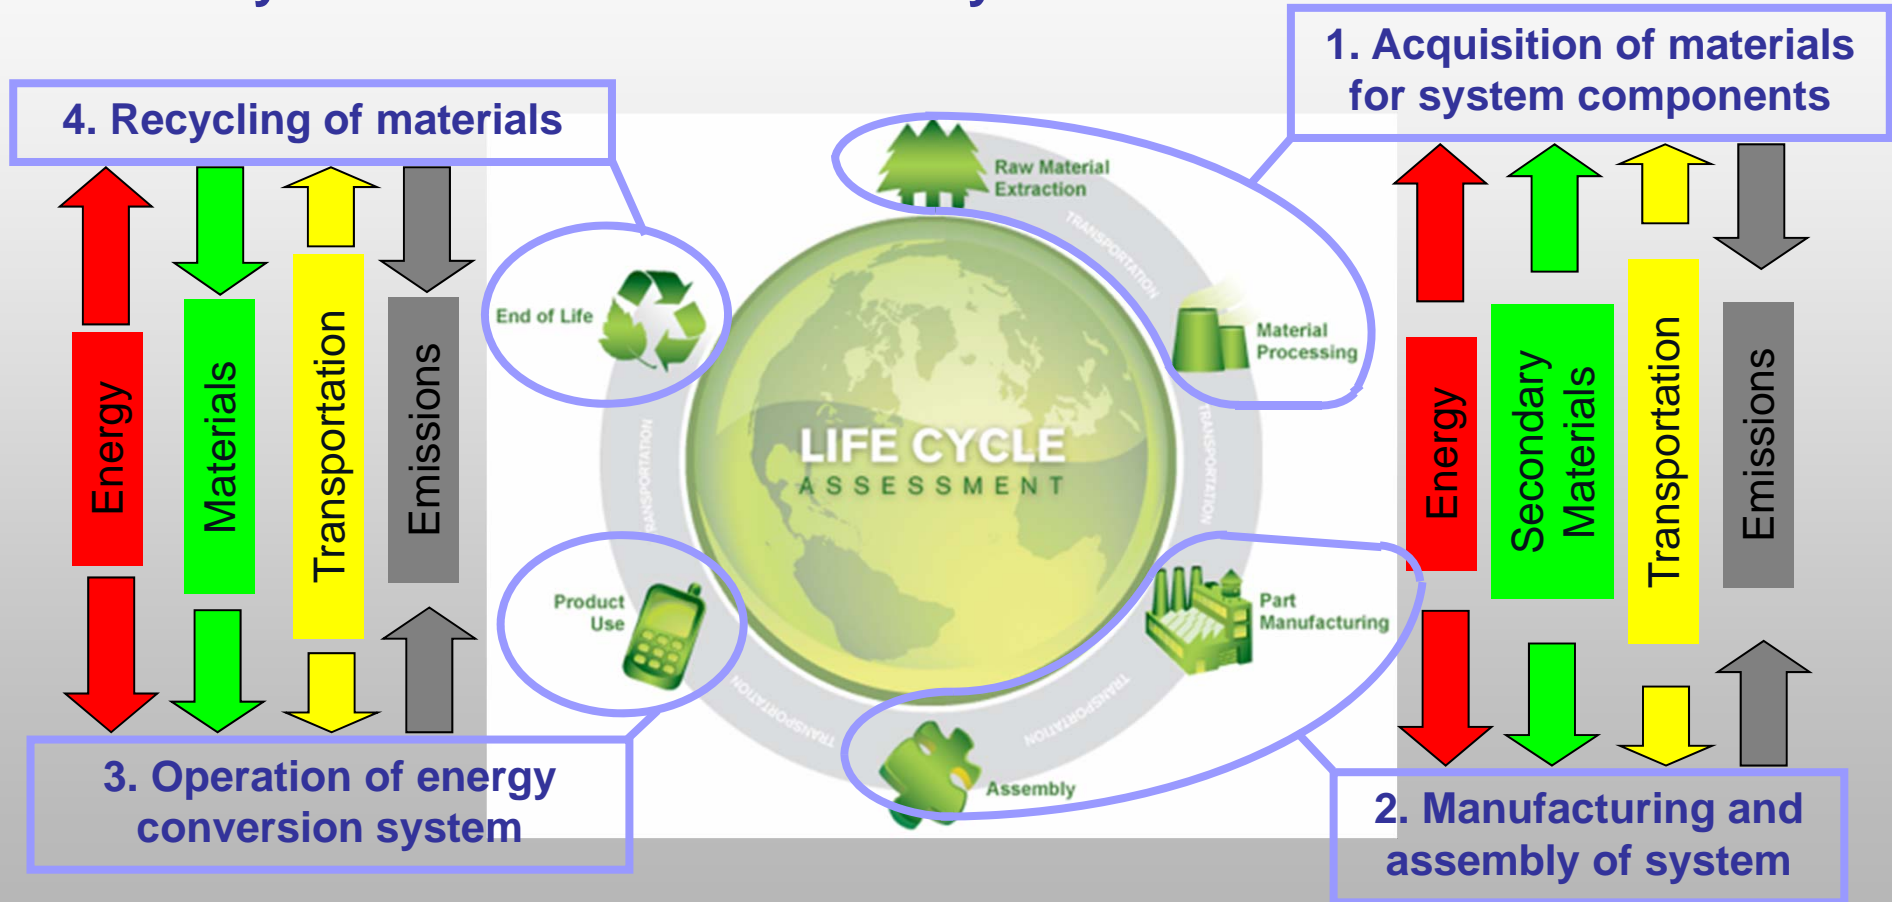 1. Acquisition of materials
for system components
4. Recycling of materials
Raw Material
Extraction
TRANSPORTATION
End of Life
Material
Processing
Energy
Materials
Transportation
Emissions
LIFE CYCLE
ASSESSMENT
TRANSPORTATION
TRANSPORTATION
Energy
Secondary
Materials
Transportation
Emissions
Product
Use
Part
Manufacturing
TRANSPORTATION
TRANSPORTATION
Assembly
3. Operation of energy
conversion system
2. Manufacturing and
assembly of system